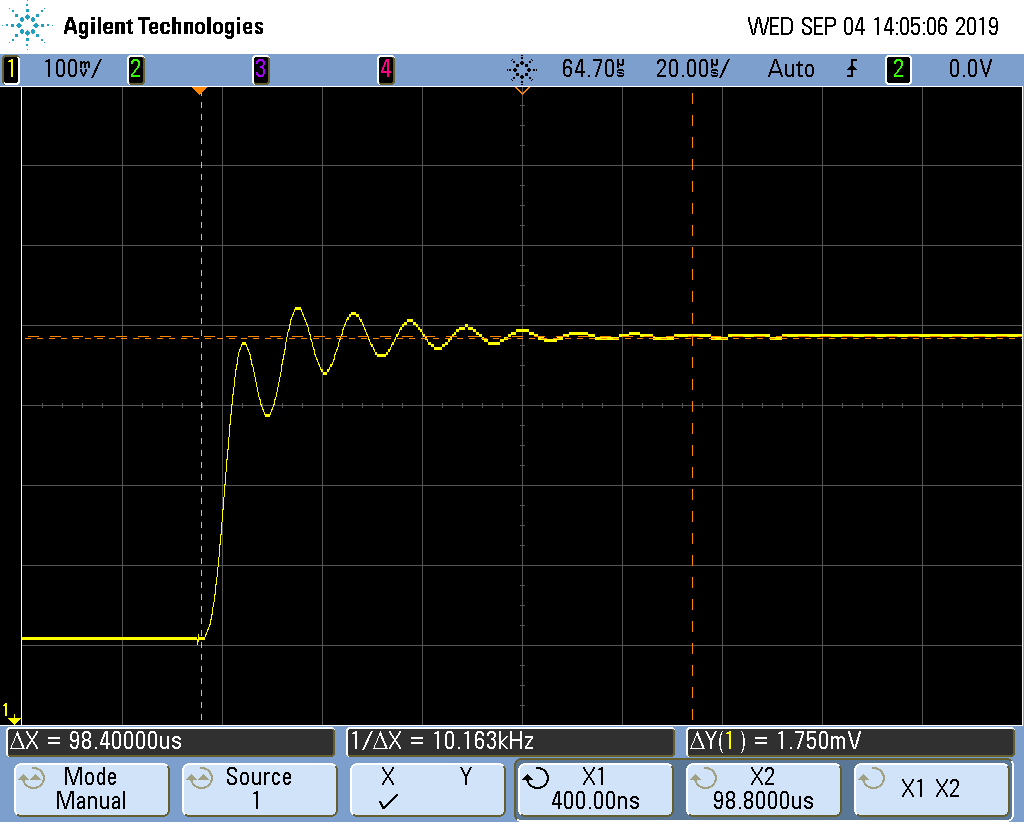 Agilent Technologies WED SEP 04 14:05:06 2019
1 100mV/ 2 3 4 64.70µs 20.00µs/ Auto 2 0.0V
1
ΔX = 98.40000us 1/ΔX = 10.163kHz ΔY(1) = 1.750mV
Mode Source X Y X1 X2 X1 X2
Manual 1 400.00ns 98.8000us